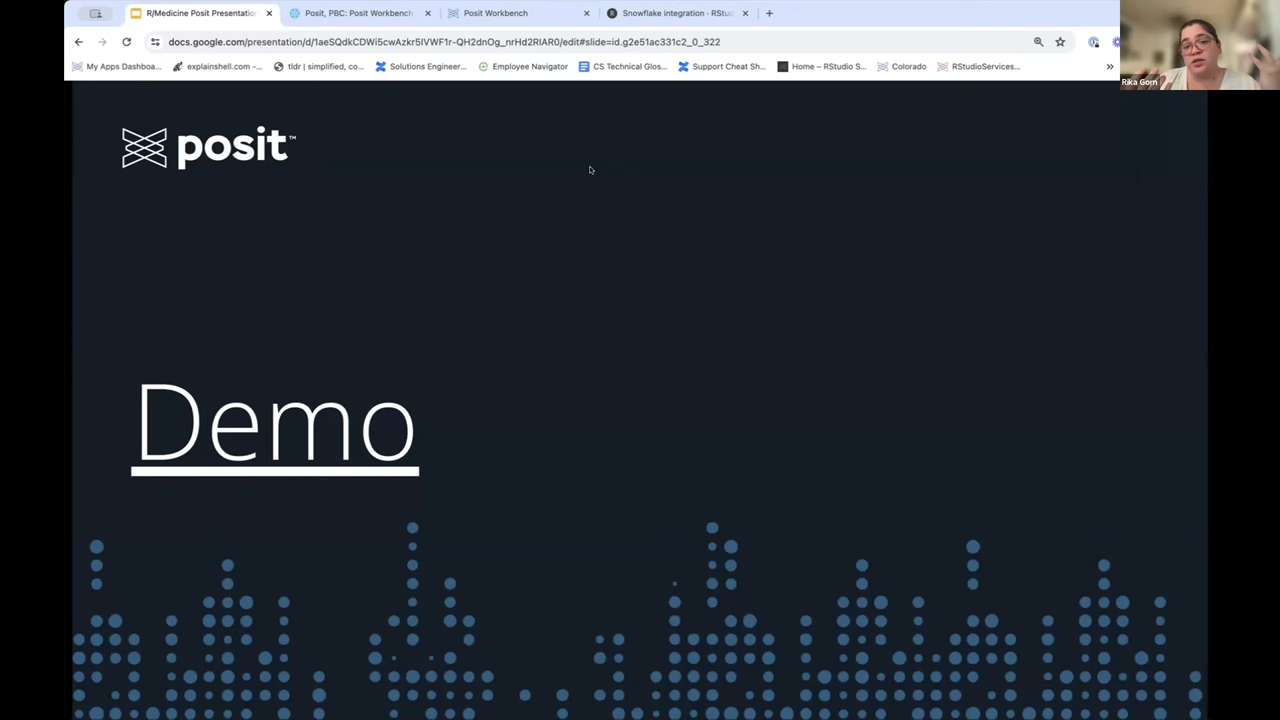 R/Medicine Posit Presentatio
Posit, PBC: Posit Workbench
Posit Workbench
Snowflake integration - RStu
docs.google.com/presentation/d/1aeSQdkCDWi5cwAzkr5IVWF1r-QH2dnOg_nrHd2RIAR0/edit#slide=id.g2e51ac331c2_0_322
My Apps Dashboa...
explainshell.com -...
tldr | simplified, co...
Solutions Engineer...
Employee Navigator
CS Technical Glos...
Support Cheat Sh...
Home – RStudio S...
Colorado
RStudioServices...
»
Rika Gorn
posit™
Demo